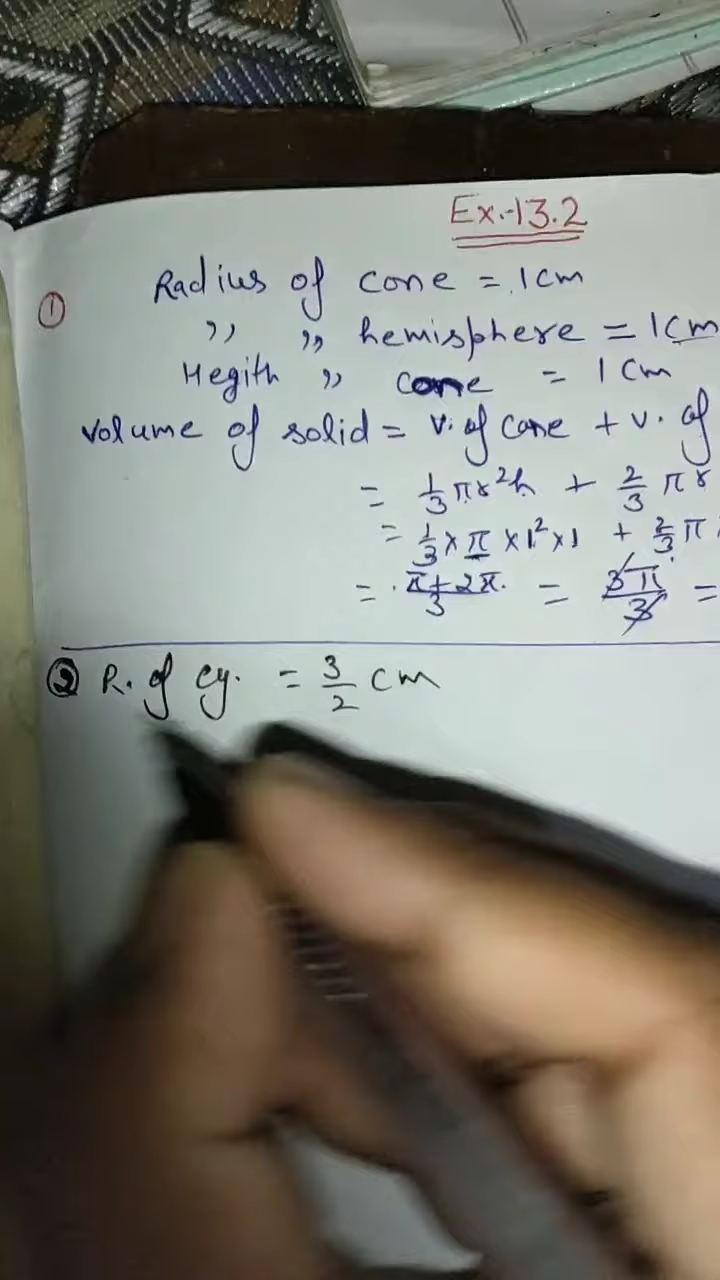 Ex.-13.2
① Radius of cone = 1cm
,, ,, hemisphere = 1cm
Hegith ,, cone = 1cm
Volume of solid = V. of cone + V. of
= 1/3 πr²h + 2/3 πr
= 1/3 × π × 1² × 1 + 2/3 π
= π+2π/3 = 3π/3 =
② R. of cy. = 3/2 cm